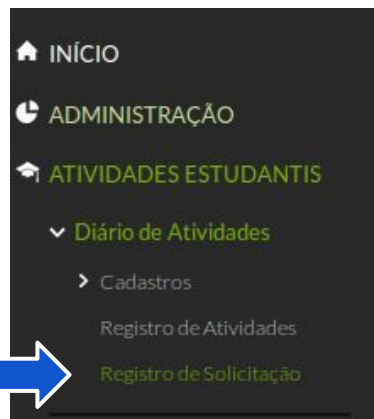 INÍCIO
ADMINISTRAÇÃO
ATIVIDADES ESTUDANTIS
Diário de Atividades
Cadastros
Registro de Atividades
Registro de Solicitação